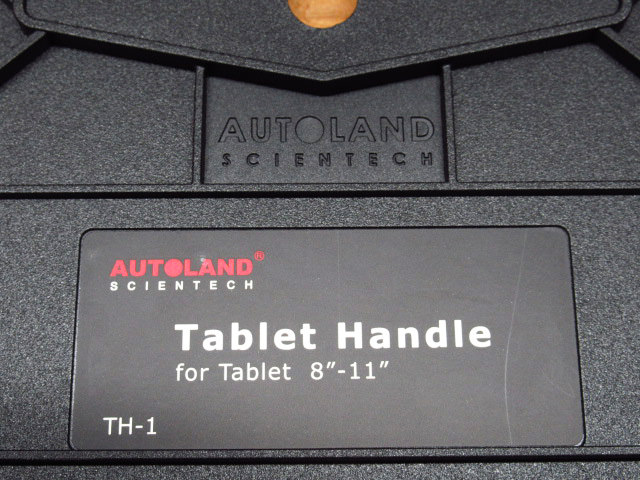 AUTOLAND
SCIENTECH
AUTOLAND®
SCIENTECH
Tablet Handle
for Tablet 8"-11"
TH-1